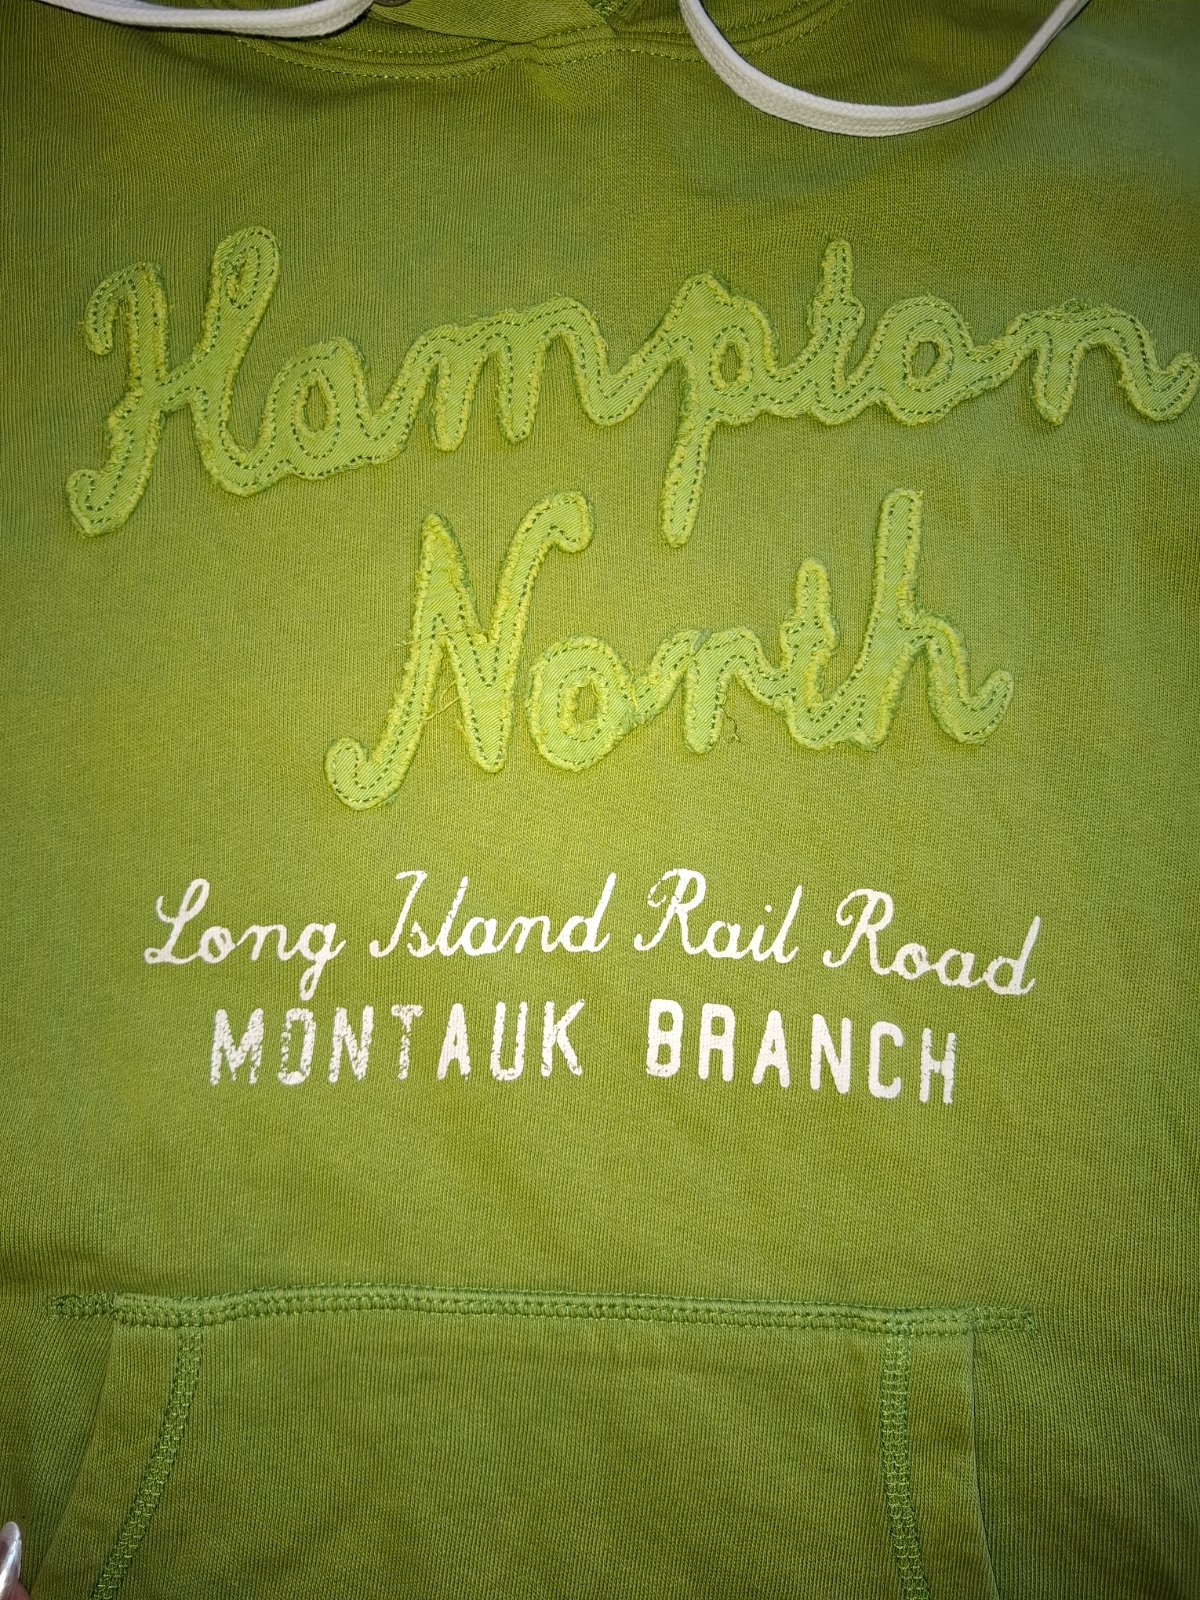 Hampton
North
Long Island Rail Road
MONTAUK BRANCH